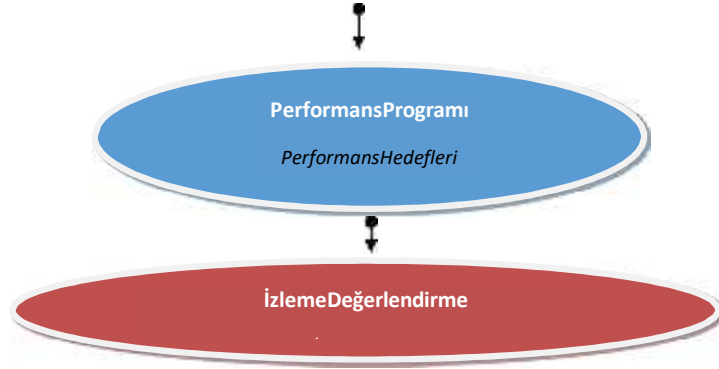 PerformansProgramı
PerformansHedefleri
İzlemeDeğerlendirme
.